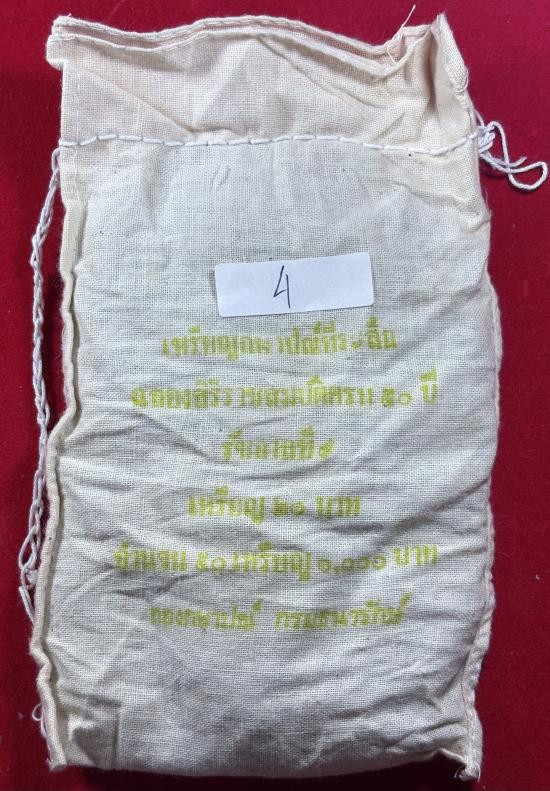 4
เหรียญกษาปณ์ที่ระลึก
ฉลองสิริราชสมบัติครบ ๕๐ ปี
รัชกาลที่ ๙
เหรียญ ๒๐ บาท
จำนวน ๕๐ เหรียญ ๑,๐๐๐ บาท
กองกษาปณ์ กรมธนารักษ์